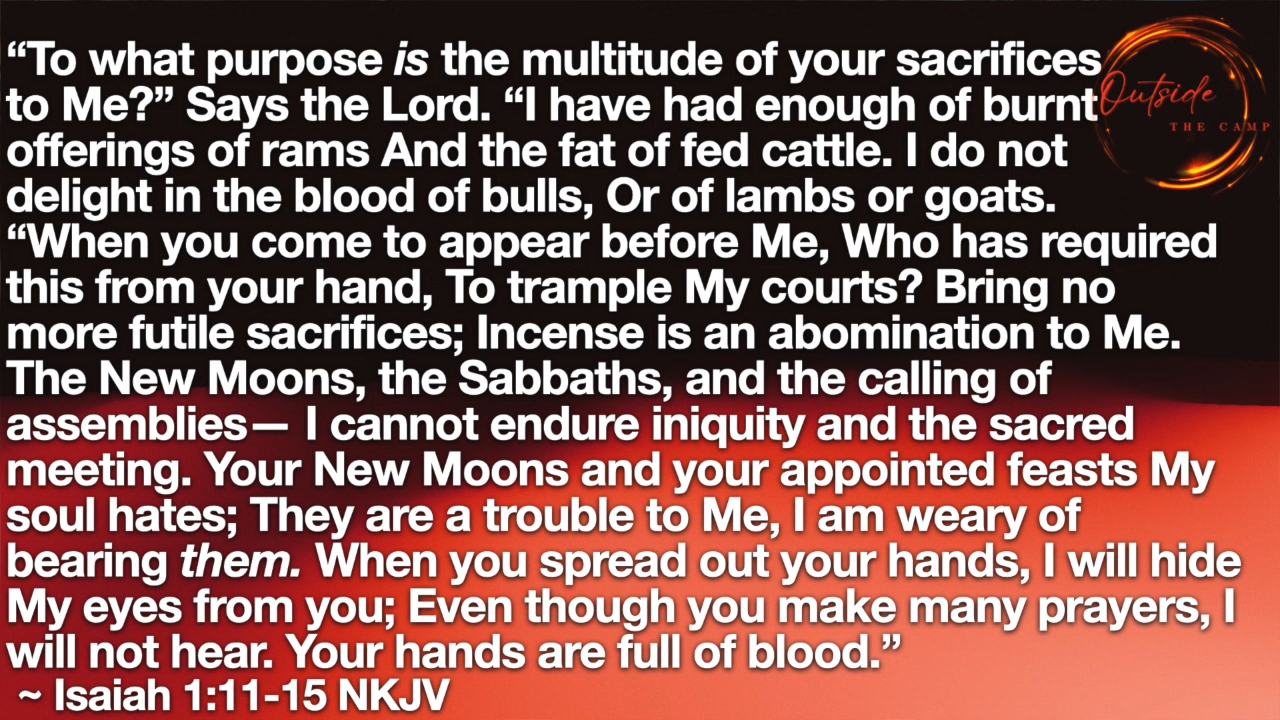 “To what purpose is the multitude of your sacrifices
to Me?” Says the Lord. “I have had enough of burnt
offerings of rams And the fat of fed cattle. I do not
delight in the blood of bulls, Or of lambs or goats.
“When you come to appear before Me, Who has required
this from your hand, To trample My courts? Bring no
more futile sacrifices; Incense is an abomination to Me.
The New Moons, the Sabbaths, and the calling of
assemblies— I cannot endure iniquity and the sacred
meeting. Your New Moons and your appointed feasts My
soul hates; They are a trouble to Me, I am weary of
bearing them. When you spread out your hands, I will hide
My eyes from you; Even though you make many prayers, I
will not hear. Your hands are full of blood.”
~ Isaiah 1:11-15 NKJV
Outside
THE CAMP